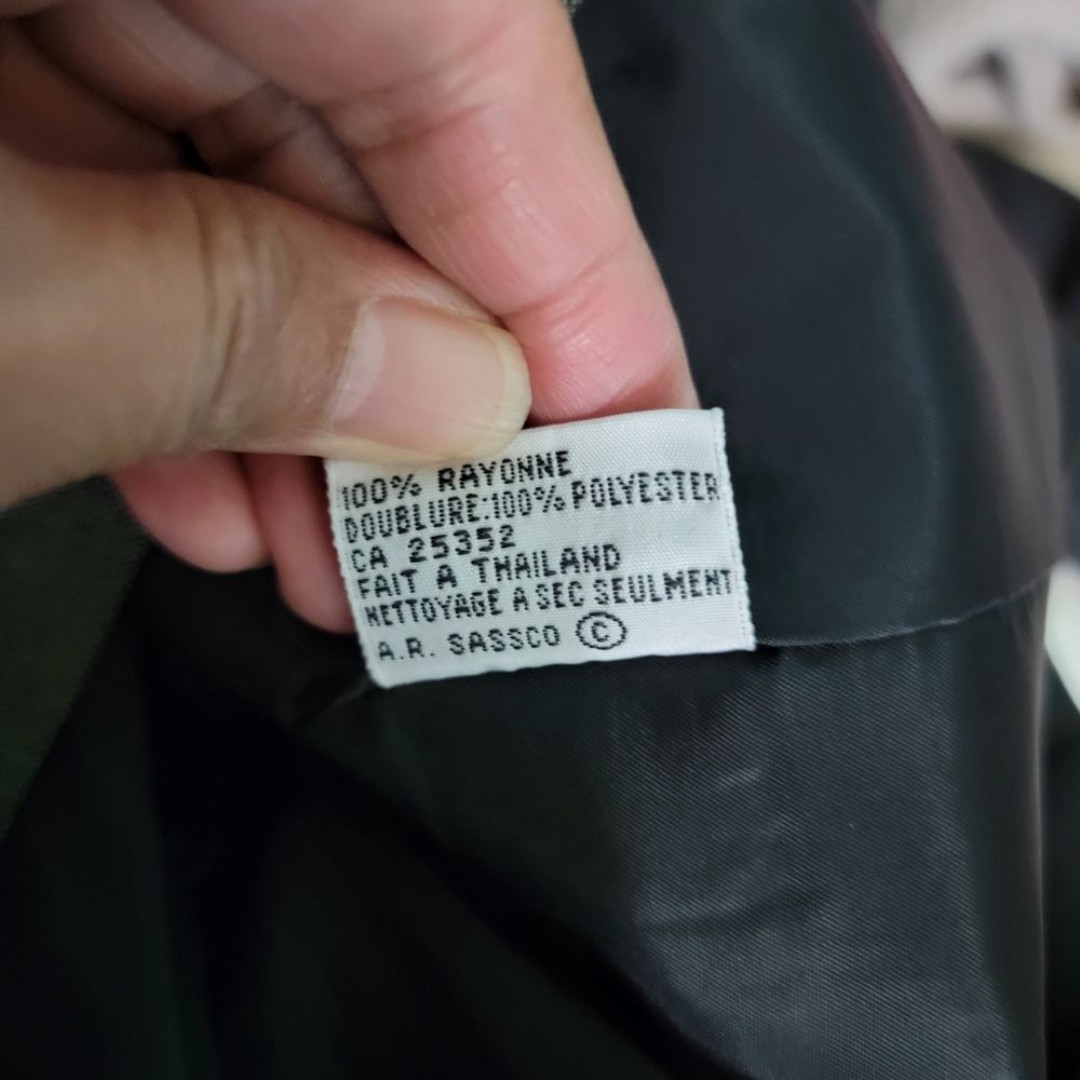 100% RAYONNE
DOUBLURE:100% POLYESTER
CA 25352
FAIT A THAILAND
NETTOYAGE A SEC SEULMENT
A.R. SASSCO ©